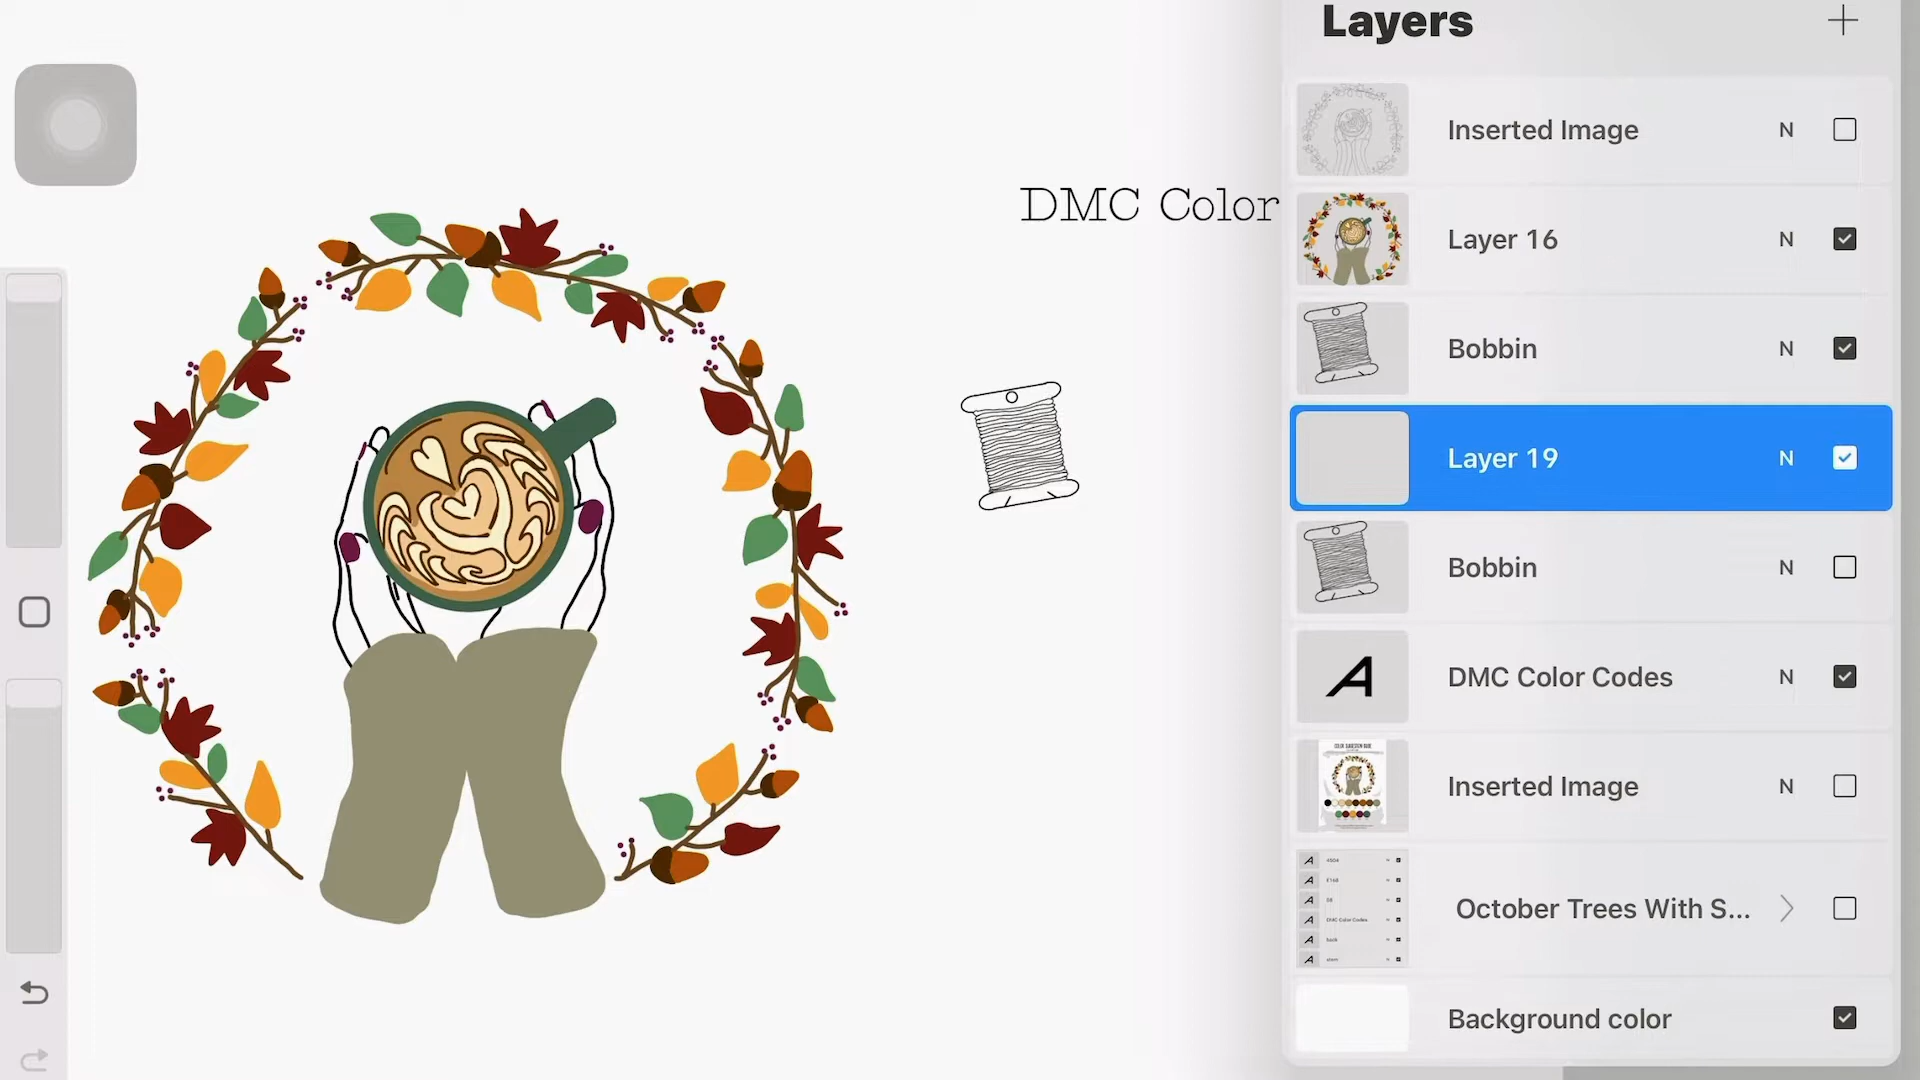 Layers
Inserted Image N
DMC Color
Layer 16 N
Bobbin N
Layer 19 N
Bobbin N
A DMC Color Codes N
Inserted Image N
October Trees With S...
Background color